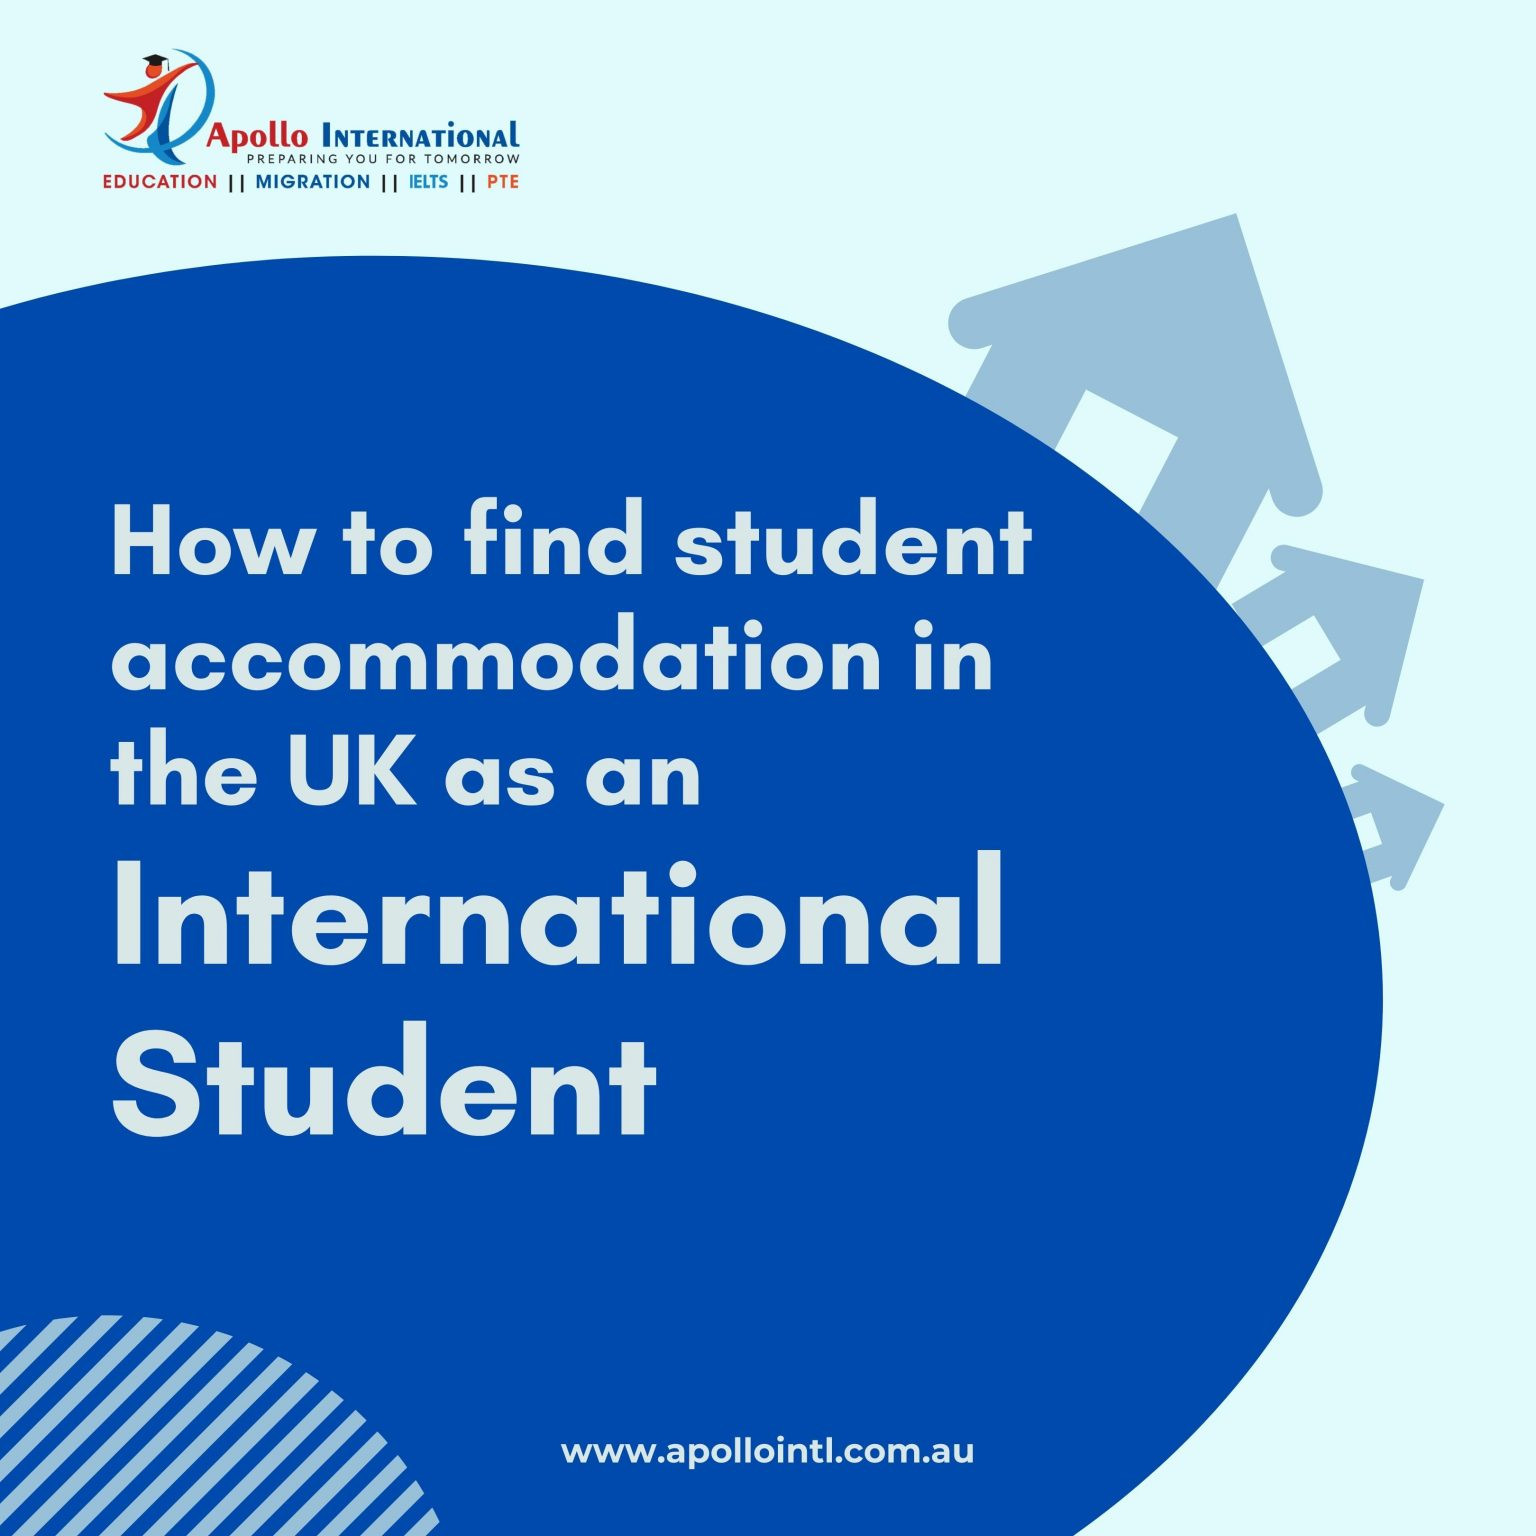 Apollo International
PREPARING YOU FOR TOMORROW
EDUCATION || MIGRATION || IELTS || PTE
How to find student
accommodation in
the UK as an
International
Student
www.apollointl.com.au